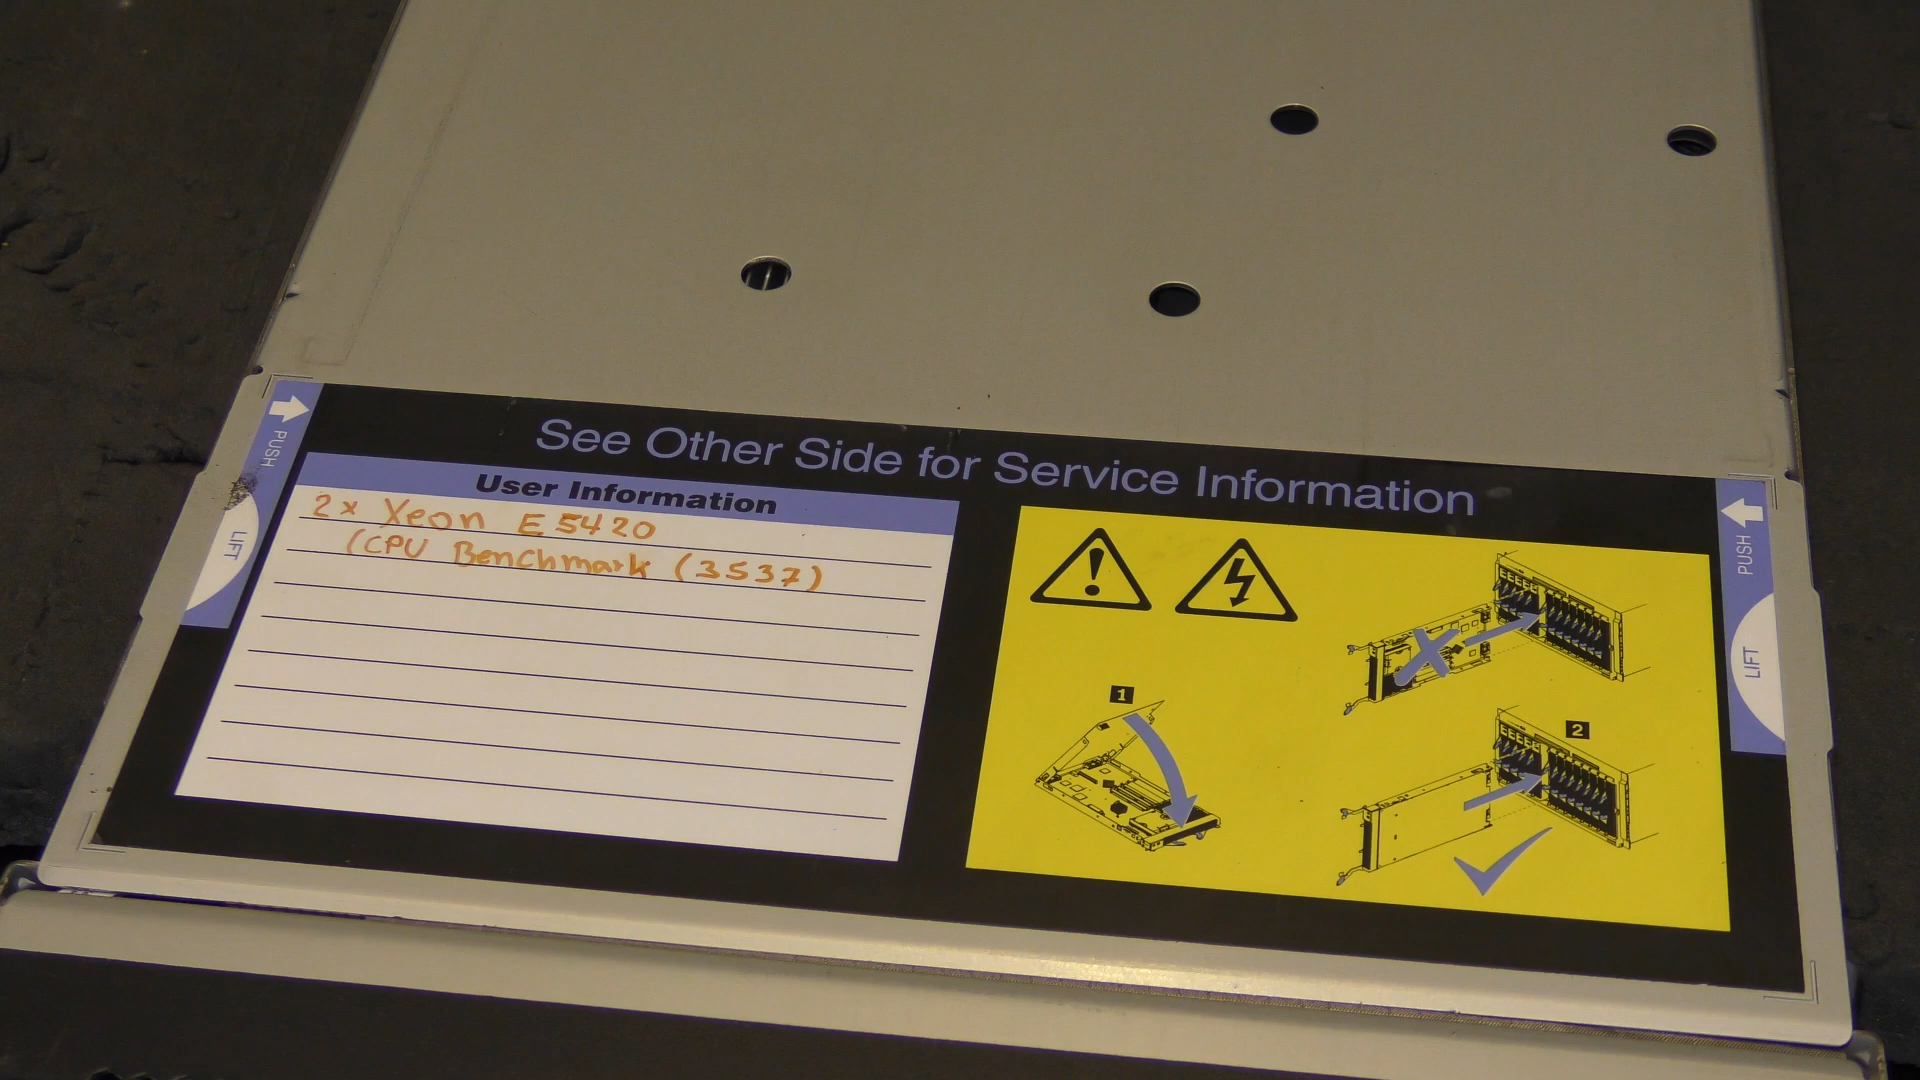 See Other Side for Service Information
PUSH
LIFT
User Information
2x Xeon E5420
(CPU Benchmark (3537)
1
2
PUSH
LIFT